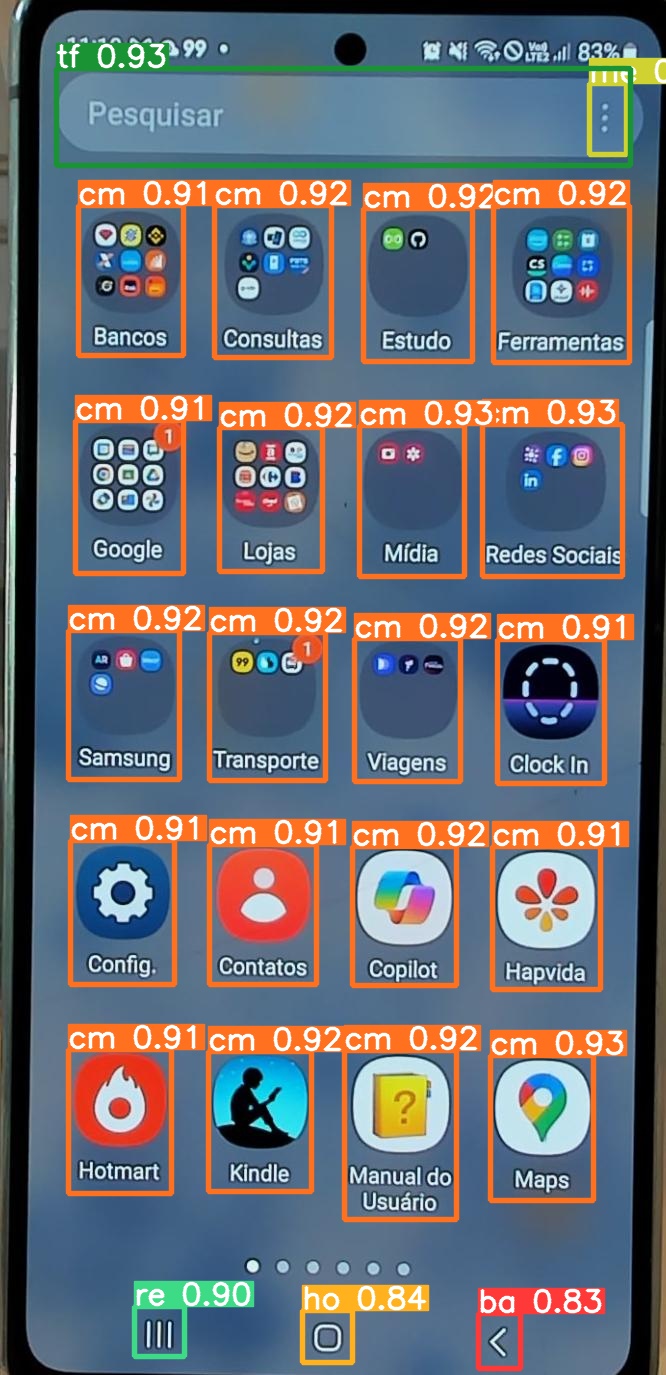 99
Vo))
LTE2
83%
tf 0.93
me 0
Pesquisar
cm 0.91
cm 0.92
cm 0.92
cm 0.92
Bancos
Consultas
Estudo
Ferramentas
cm 0.91
cm 0.92
cm 0.93
:m 0.93
1
Google
Lojas
Mídia
Redes Sociais
cm 0.92
cm 0.92
cm 0.92
cm 0.91
1
99
AR
Samsung
Transporte
Viagens
Clock In
cm 0.91
cm 0.91
cm 0.92
cm 0.91
Config.
Contatos
Copilot
Hapvida
cm 0.91
cm 0.92
cm 0.92
cm 0.93
?
Hotmart
Kindle
Manual do
Usuário
Maps
re 0.90
ho 0.84
ba 0.83